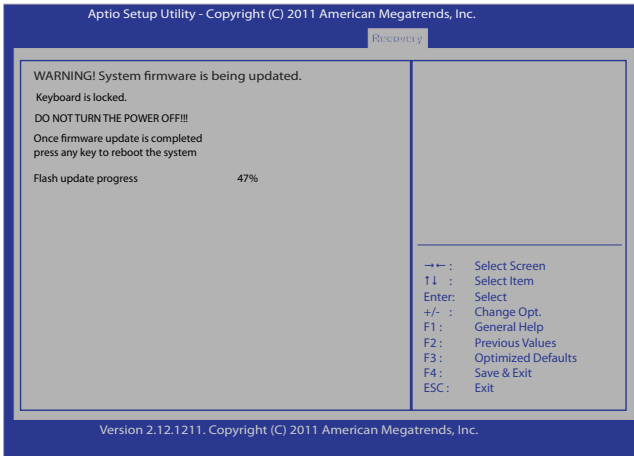 Aptio Setup Utility - Copyright (C) 2011 American Megatrends, Inc.
Recovery
WARNING! System firmware is being updated.
Keyboard is locked.
DO NOT TURN THE POWER OFF!!!
Once firmware update is completed
press any key to reboot the system
Flash update progress 47%
→← : Select Screen
↑↓ : Select Item
Enter: Select
+/- : Change Opt.
F1 : General Help
F2 : Previous Values
F3 : Optimized Defaults
F4 : Save & Exit
ESC : Exit
Version 2.12.1211. Copyright (C) 2011 American Megatrends, Inc.